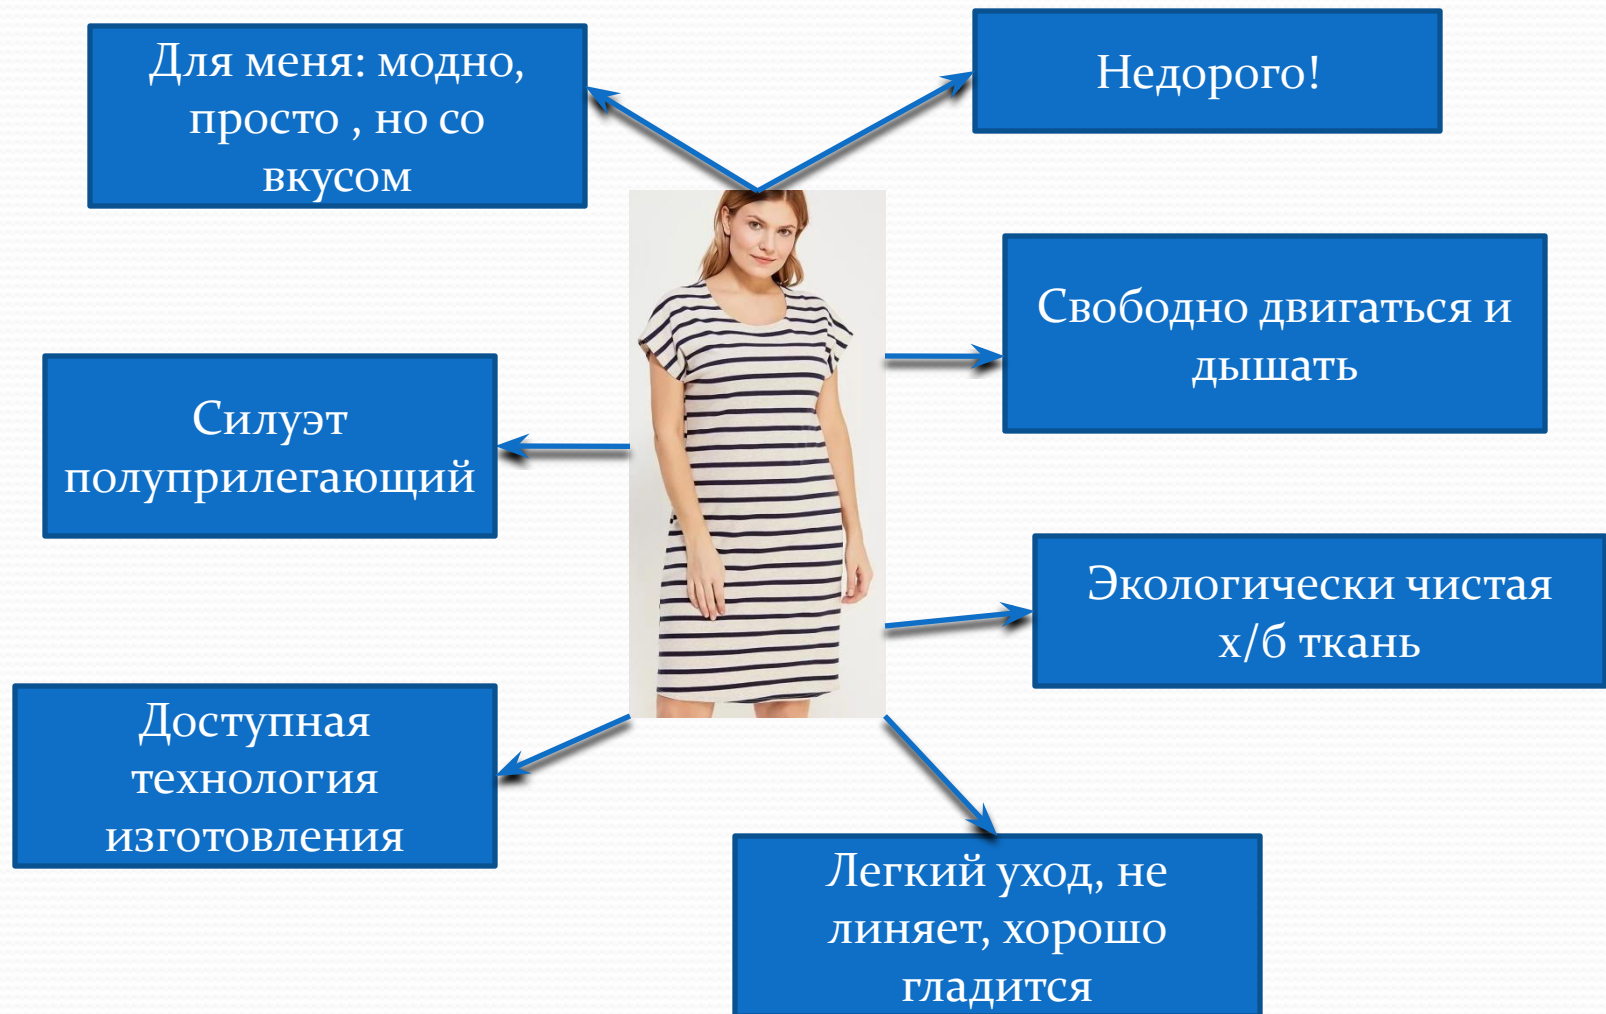 Для меня: модно,
просто , но со
вкусом
Недорого!
Свободно двигаться и
дышать
Силуэт
полуприлегающий
Экологически чистая
х/б ткань
Доступная
технология
изготовления
Легкий уход, не
линяет, хорошо
гладится